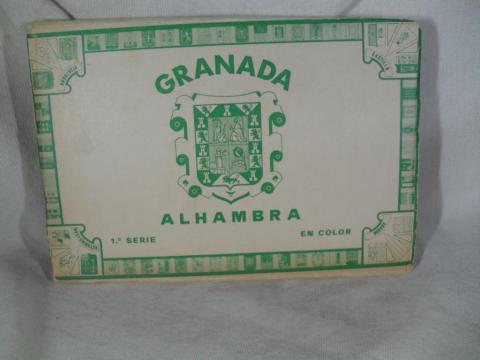 GRANADA
ALHAMBRA
1.ª SERIE
EN COLOR